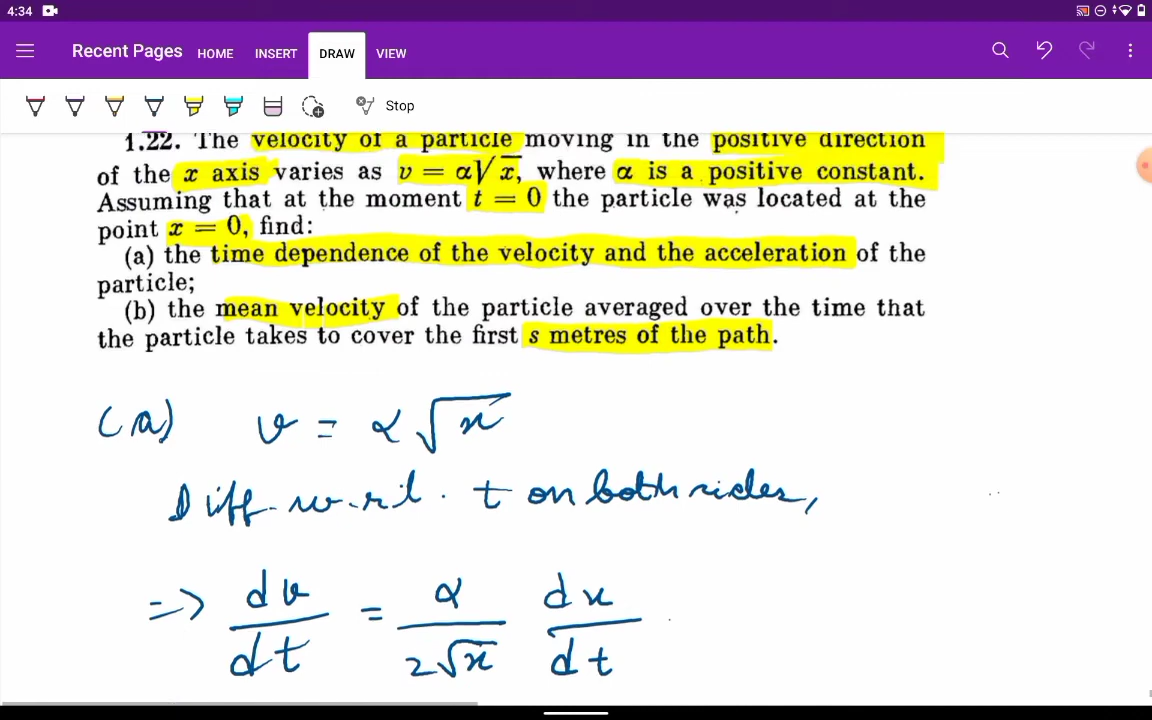 4:34
Recent Pages HOME INSERT DRAW VIEW
Stop
1.22. The velocity of a particle moving in the positive direction
of the x axis varies as v = α√x, where α is a positive constant.
Assuming that at the moment t = 0 the particle was located at the
point x = 0, find:
(a) the time dependence of the velocity and the acceleration of the
particle;
(b) the mean velocity of the particle averaged over the time that
the particle takes to cover the first s metres of the path.
(a) v = α√x
Diff. w.r.t. t on both sides,
=> dv/dt = α/2√x dx/dt